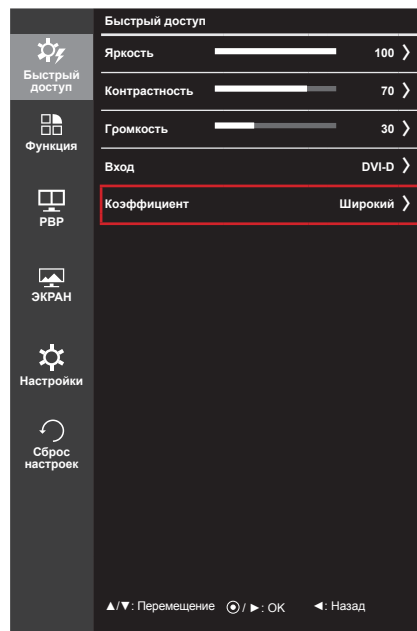 Быстрый доступ
Быстрый
доступ
Функция
PBP
ЭКРАН
Настройки
Сброс
настроек
Яркость 100
Контрастность 70
Громкость 30
Вход DVI-D
Коэффициент Широкий
▲/▼: Перемещение ⦿/ ►: OK ◄: Назад